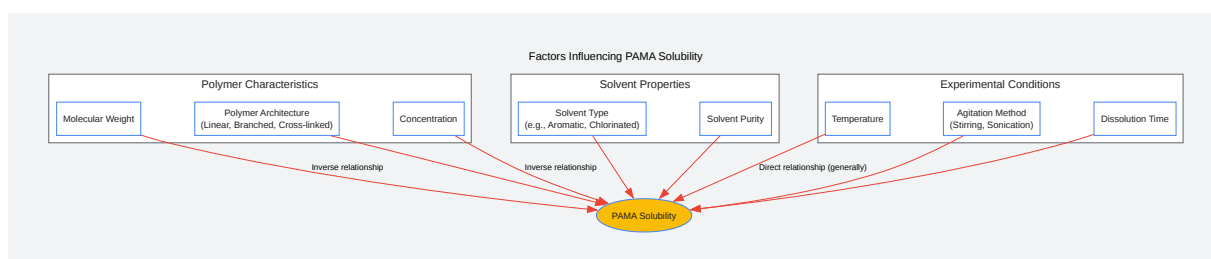 Factors Influencing PAMA Solubility
Polymer Characteristics
Solvent Properties
Experimental Conditions
Molecular Weight
Polymer Architecture
(Linear, Branched, Cross-linked)
Concentration
Solvent Type
(e.g., Aromatic, Chlorinated)
Solvent Purity
Temperature
Agitation Method
(Stirring, Sonication)
Dissolution Time
Inverse relationship
Inverse relationship
Direct relationship (generally)
PAMA Solubility